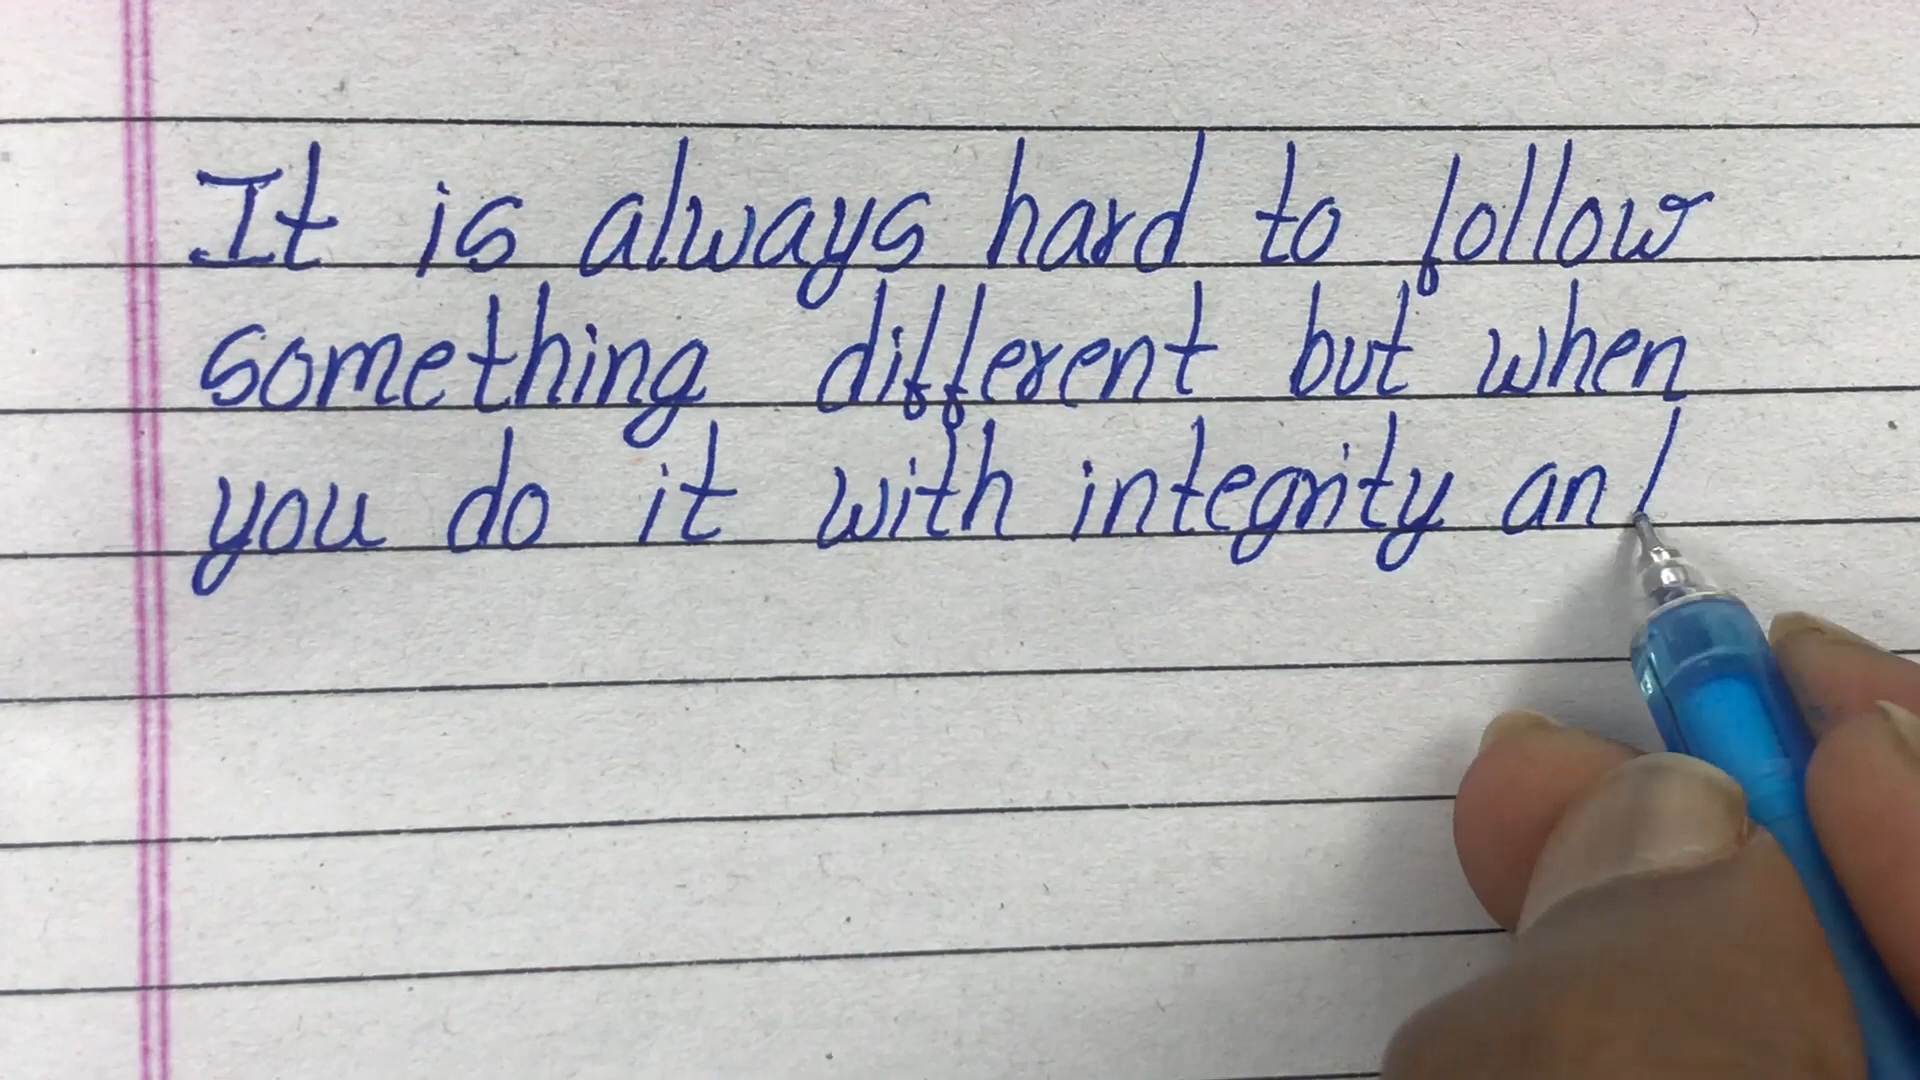 It is always hard to follow
something different but when
you do it with integrity an